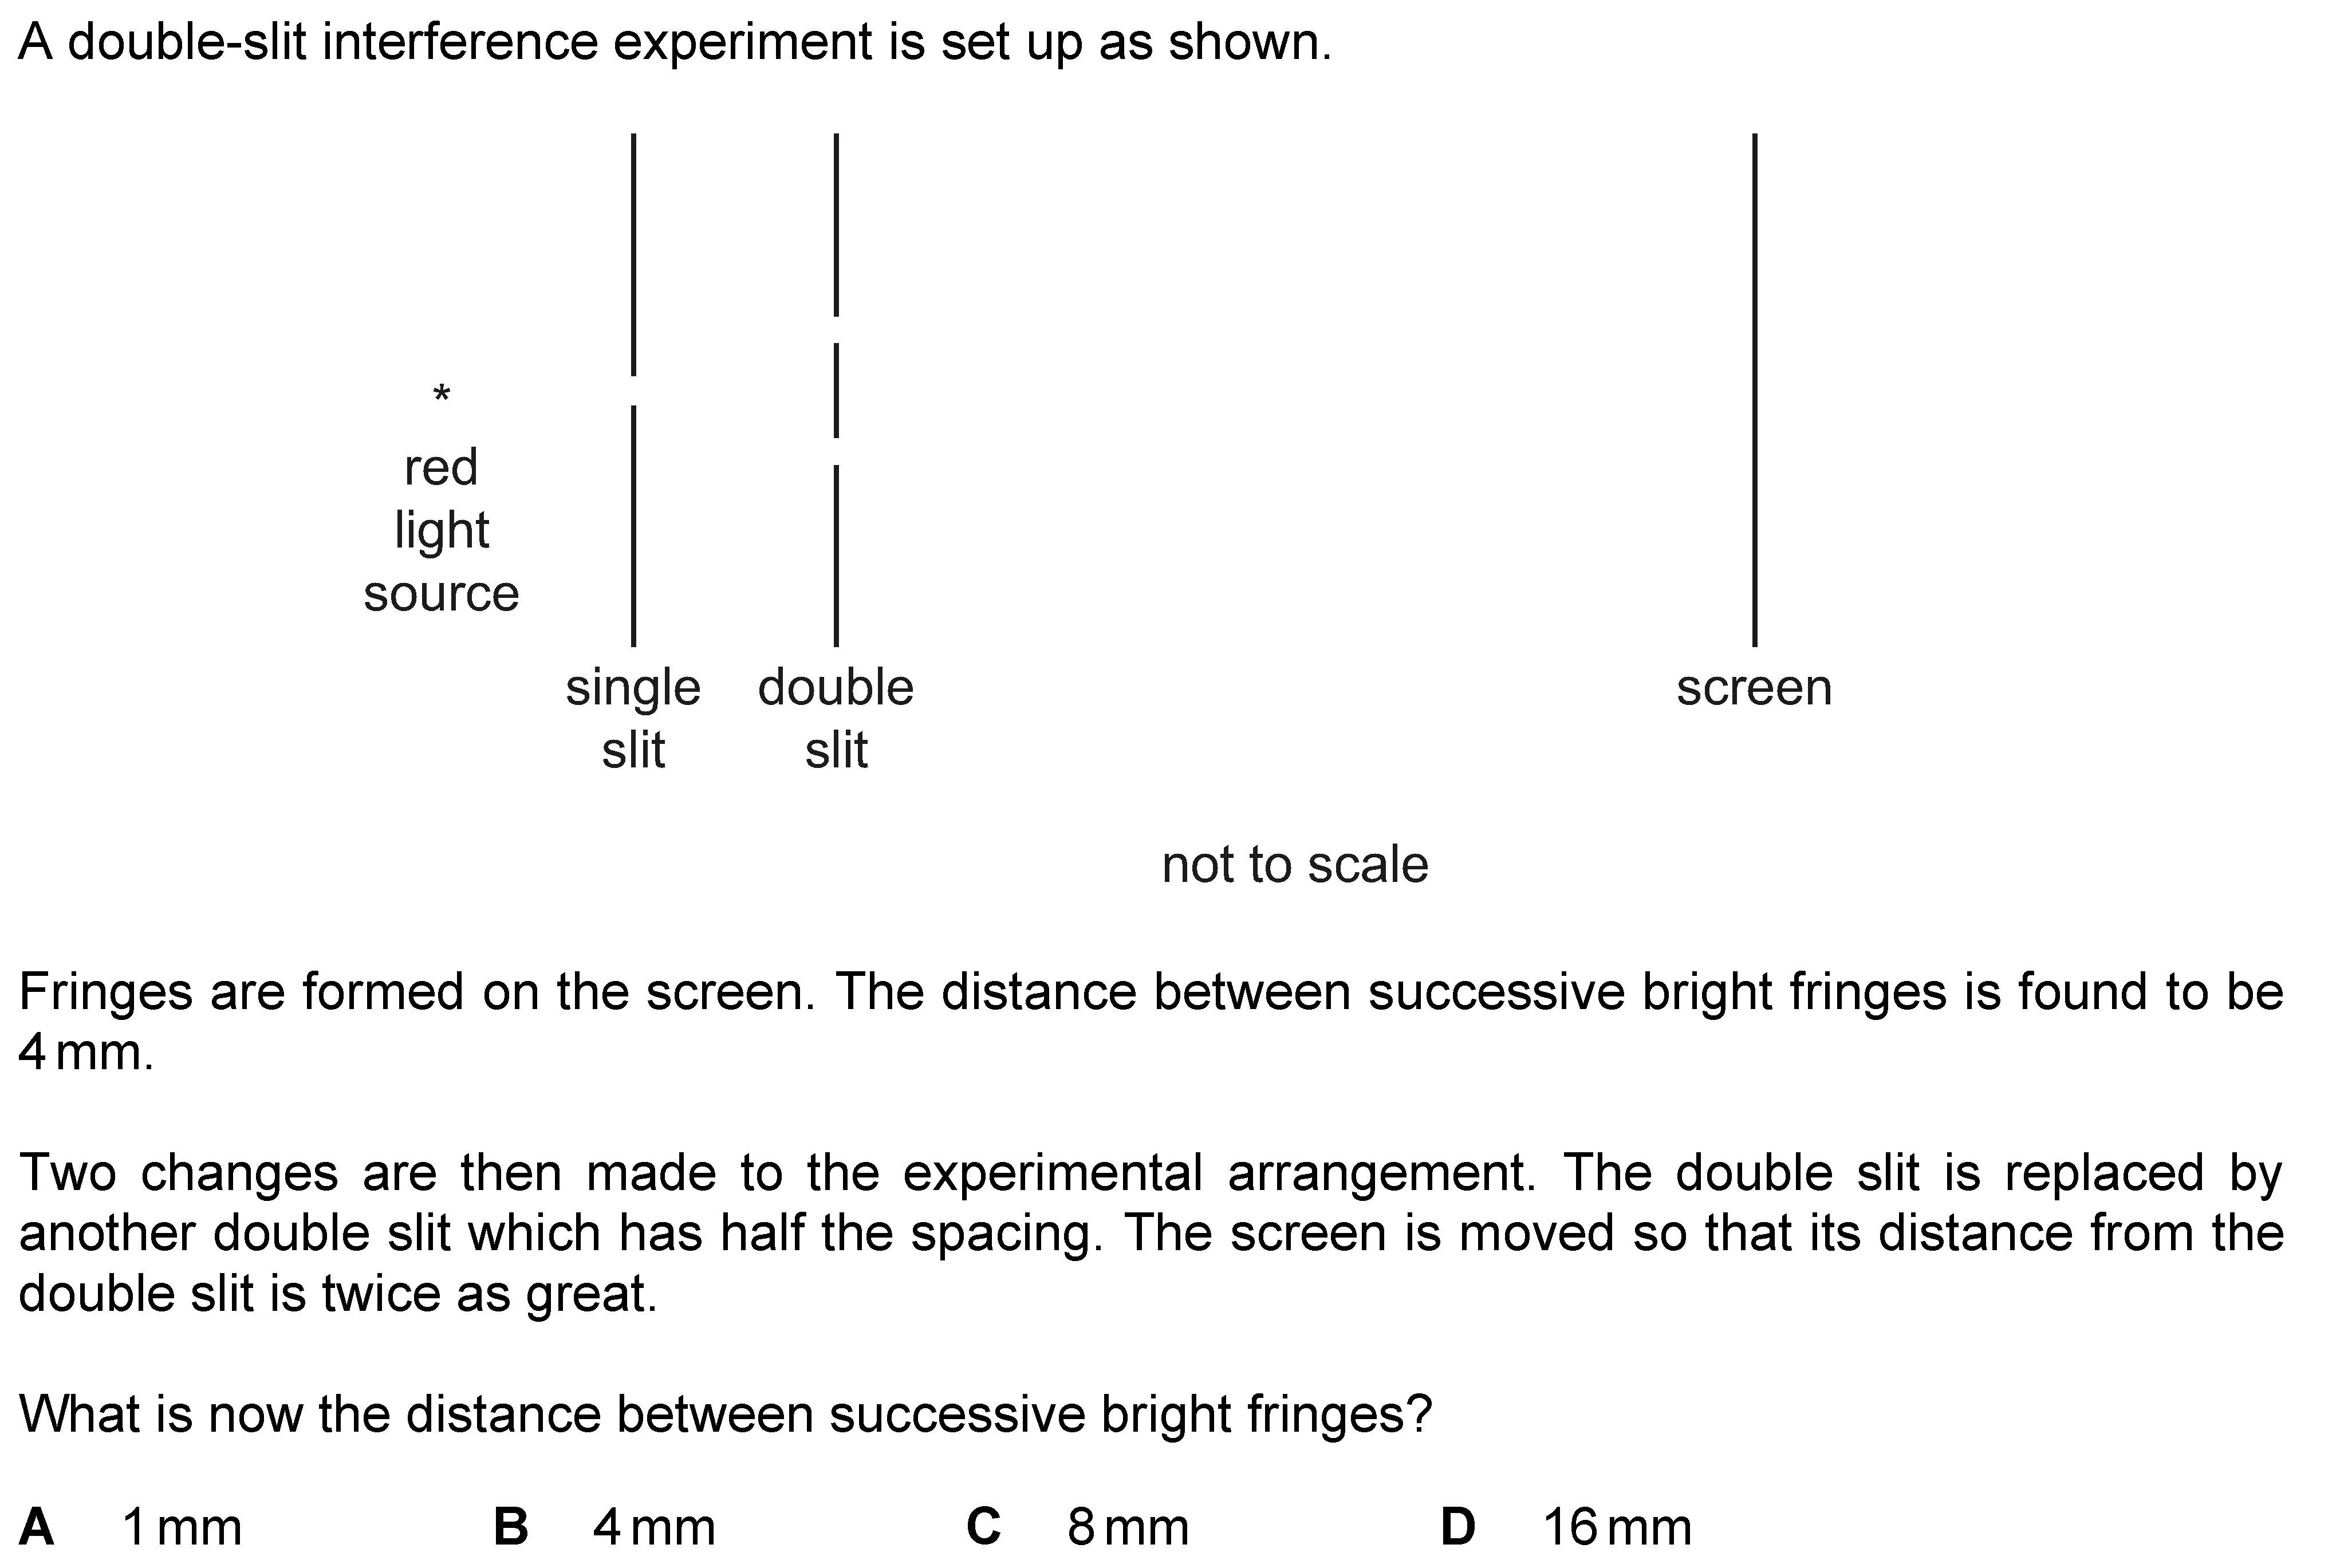 A double-slit interference experiment is set up as shown.
*
red
light
source
single
slit
double
slit
screen
not to scale
Fringes are formed on the screen. The distance between successive bright fringes is found to be
4 mm.
Two changes are then made to the experimental arrangement. The double slit is replaced by
another double slit which has half the spacing. The screen is moved so that its distance from the
double slit is twice as great.
What is now the distance between successive bright fringes?
A 1 mm B 4 mm C 8 mm D 16 mm